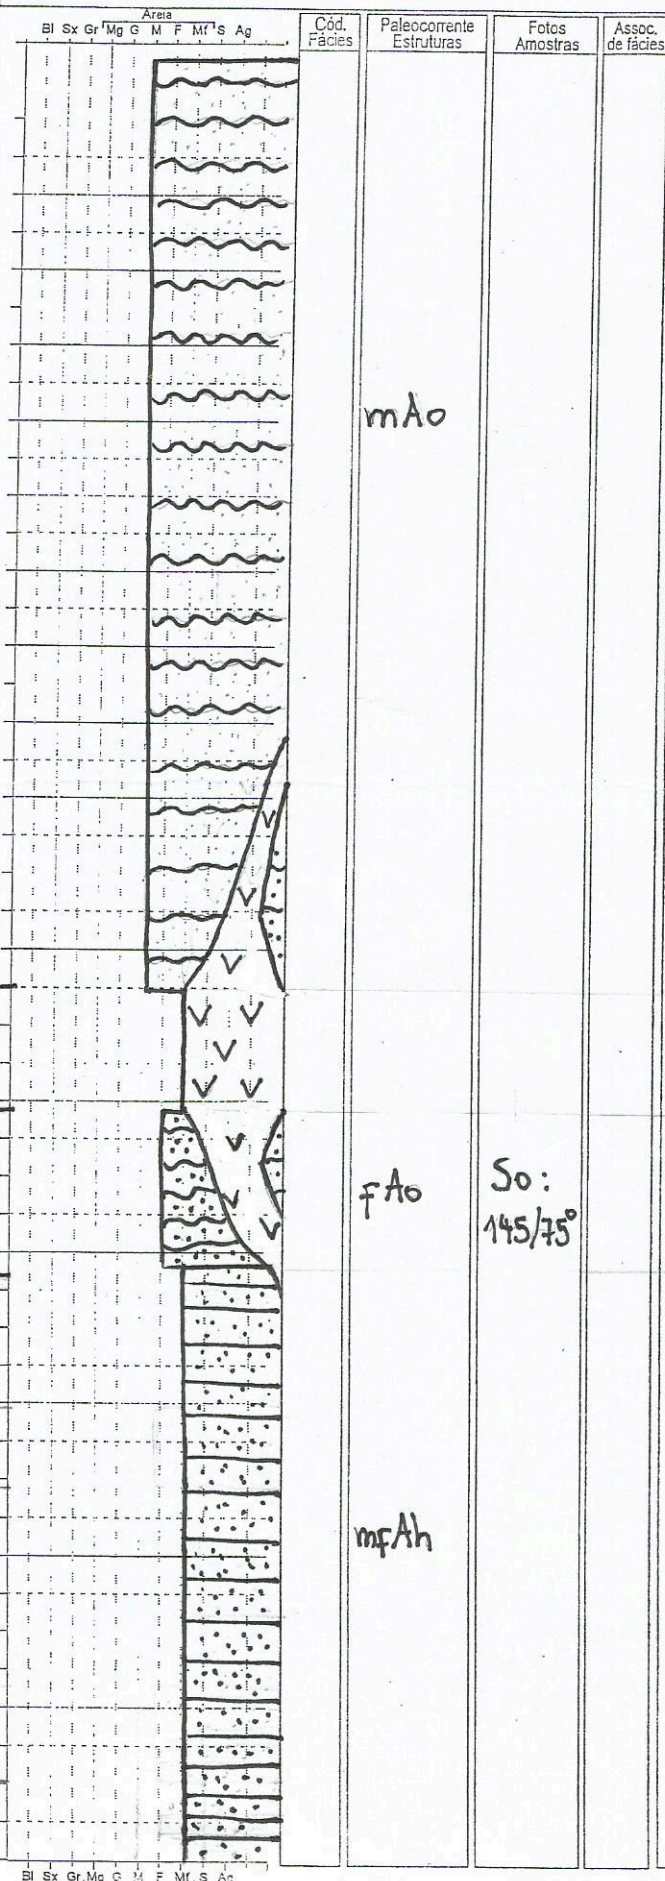 Areia
Bl Sx Gr Mg G M F Mf S Ag
Cód. Fácies
Paleocorrente Estruturas
Fotos Amostras
Assoc. de fácies
mAo
fAo
So:
145/75°
mfAh
Bl Sx Gr Mg G M F Mf S Ag